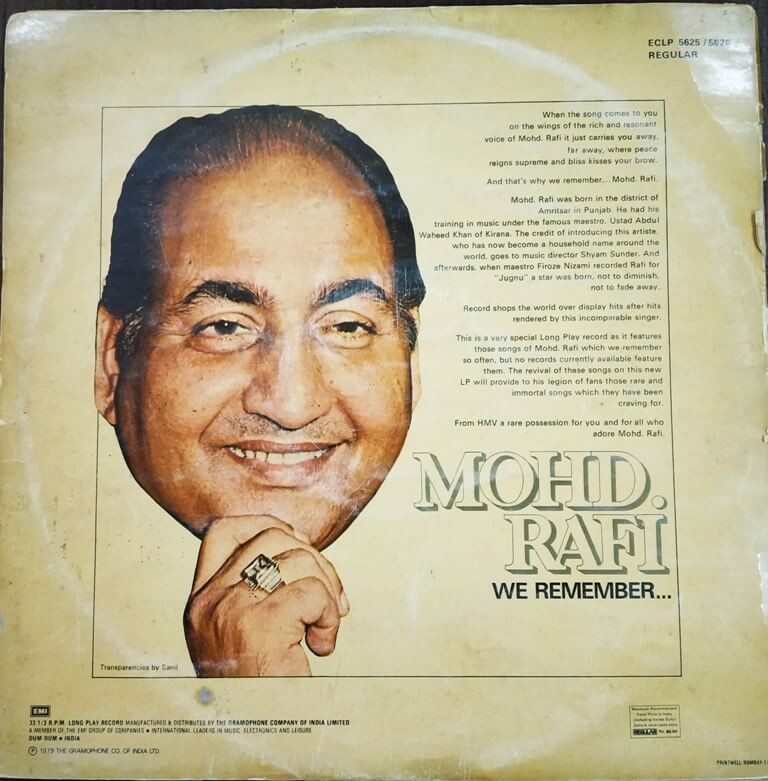 ECLP 5625 / 5626
REGULAR
When the song comes to you
on the wings of the rich and resonant
voice of Mohd. Rafi it just carries you away,
far away, where peace
reigns supreme and bliss kisses your brow.
And that's why we remember... Mohd. Rafi.
Mohd. Rafi was born in the district of
Amritsar in Punjab. He had his
training in music under the famous maestro, Ustad Abdul
Waheed Khan of Kirana. The credit of introducing this artiste,
who has now become a household name around the
world, goes to music director Shyam Sunder. And
afterwards, when maestro Firoze Nizami recorded Rafi for
"Jugnu" a star was born, not to diminish,
not to fade away.
Record shops the world over display hits after hits
rendered by this incomparable singer.
This is a very special Long Play record as it features
those songs of Mohd. Rafi which we remember
so often, but no records currently available feature
them. The revival of these songs on this new
LP will provide to his legion of fans those rare and
immortal songs which they have been
craving for.
From HMV a rare possession for you and for all who
adore Mohd. Rafi.
MOHD.
RAFI
WE REMEMBER...
Transparencies by Sanil
EMI
33 1/3 R.P.M. LONG PLAY RECORD MANUFACTURED & DISTRIBUTED BY THE GRAMOPHONE COMPANY OF INDIA LIMITED
A MEMBER OF THE EMI GROUP OF COMPANIES • INTERNATIONAL LEADERS IN MUSIC, ELECTRONICS AND LEISURE
DUM DUM • INDIA
Ⓟ 1979 THE GRAMOPHONE CO. OF INDIA LTD.
Maximum Recommended
Retail Price in India
(including Excise Duty)
REGULAR
PRINTWELL BOMBAY-11